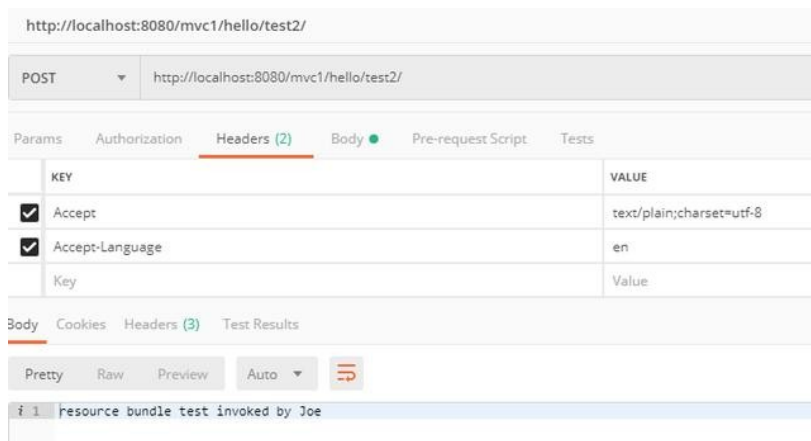 http://localhost:8080/mvc1/hello/test2/
POST http://localhost:8080/mvc1/hello/test2/
Params Authorization Headers (2) Body Pre-request Script Tests
KEY VALUE
Accept text/plain;charset=utf-8
Accept-Language en
Key Value
Body Cookies Headers (3) Test Results
Pretty Raw Preview Auto
i 1 resource bundle test invoked by Joe